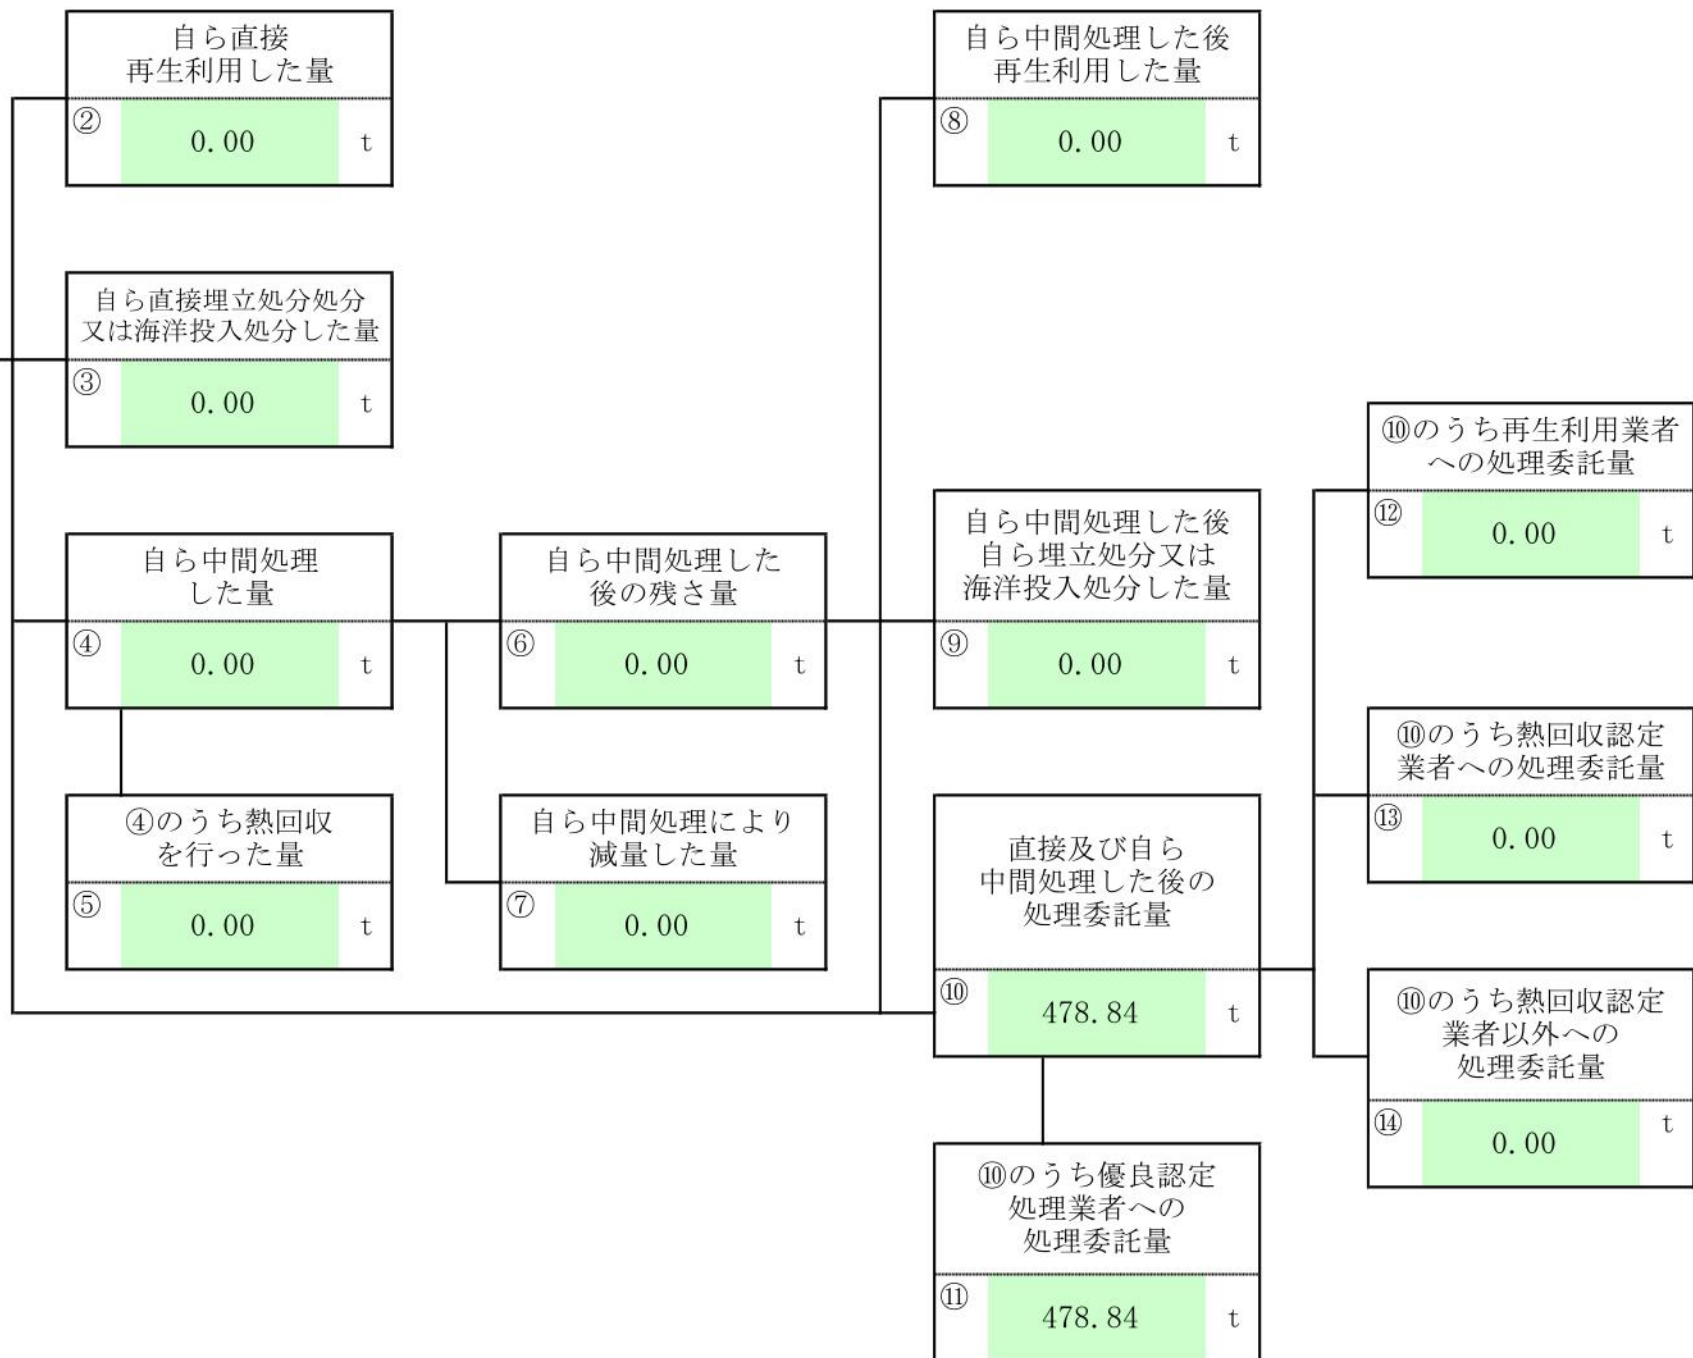 自ら直接
再生利用した量
② 0.00 t
自ら中間処理した後
再生利用した量
⑧ 0.00 t
自ら直接埋立処分処分
又は海洋投入処分した量
③ 0.00 t
⑩のうち再生利用業者
への処理委託量
⑫ 0.00 t
自ら中間処理
した量
④ 0.00 t
自ら中間処理した
後の残さ量
⑥ 0.00 t
自ら中間処理した後
自ら埋立処分又は
海洋投入処分した量
⑨ 0.00 t
⑩のうち熱回収認定
業者への処理委託量
⑬ 0.00 t
④のうち熱回収
を行った量
⑤ 0.00 t
自ら中間処理により
減量した量
⑦ 0.00 t
直接及び自ら
中間処理した後の
処理委託量
⑩ 478.84 t
⑩のうち熱回収認定
業者以外への
処理委託量
⑭ 0.00 t
⑩のうち優良認定
処理業者への
処理委託量
⑪ 478.84 t